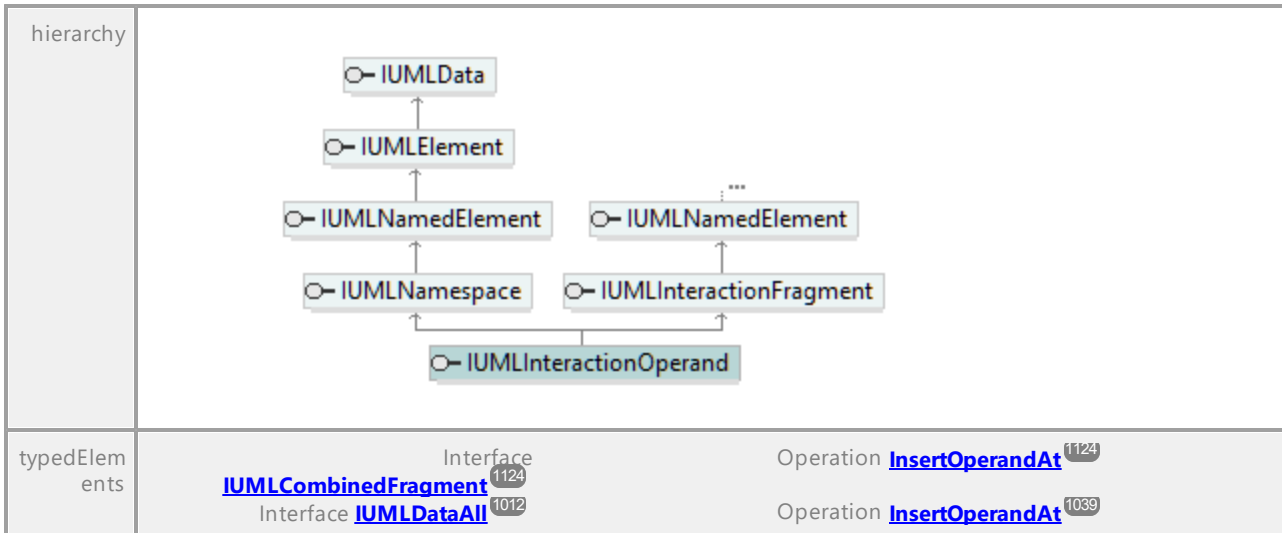 hierarchy
IUMLData
IUMLElement
...
IUMLNamedElement IUMLNamedElement
IUMLNamespace IUMLInteractionFragment
IUMLInteractionOperand
typedElem
ents
Interface
IUMLCombinedFragment 1124
Operation InsertOperandAt 1124
Interface IUMLDataAll 1012
Operation InsertOperandAt 1039